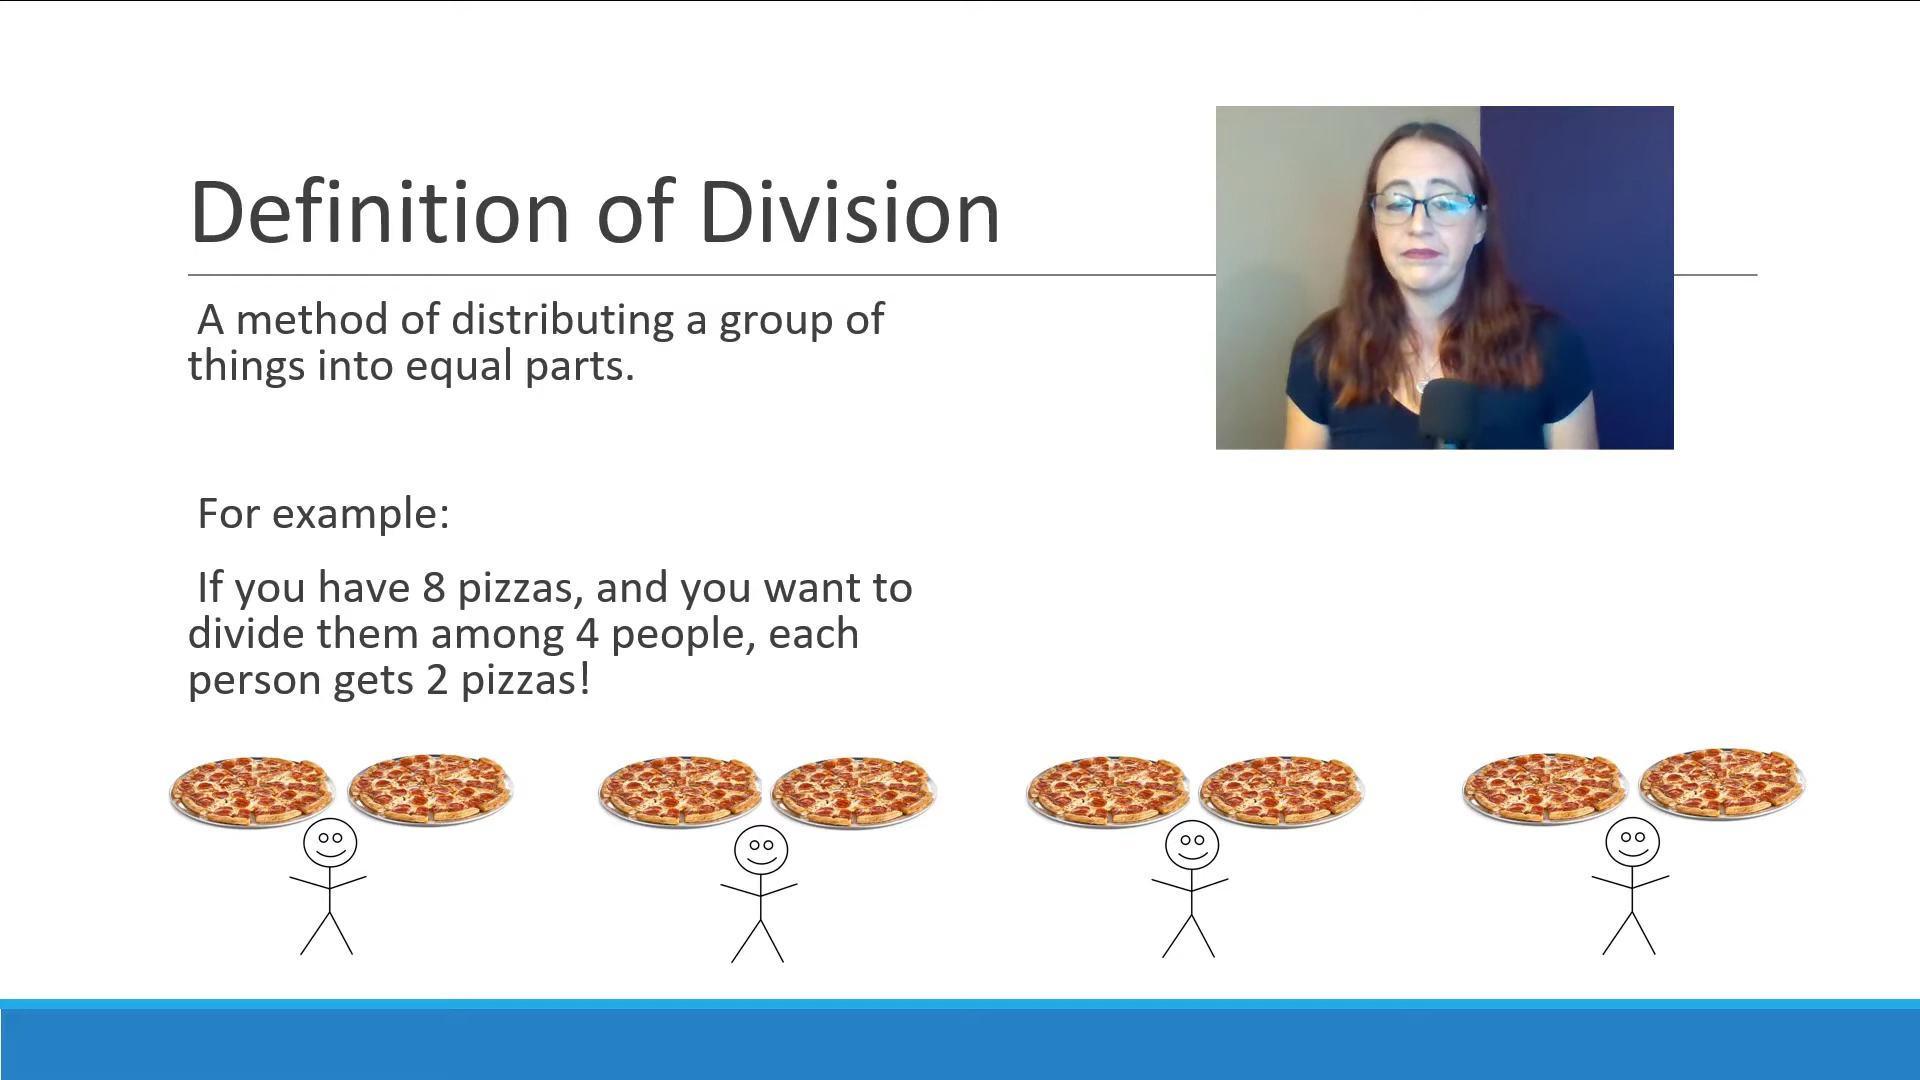 Definition of Division
A method of distributing a group of
things into equal parts.
For example:
If you have 8 pizzas, and you want to
divide them among 4 people, each
person gets 2 pizzas!